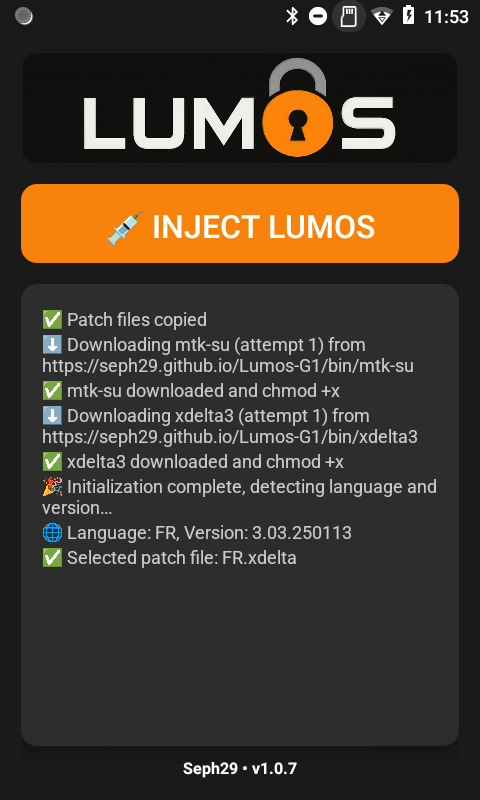 11:53
LUMOS
💉 INJECT LUMOS
✅ Patch files copied
⬇️ Downloading mtk-su (attempt 1) from
https://seph29.github.io/Lumos-G1/bin/mtk-su
✅ mtk-su downloaded and chmod +x
⬇️ Downloading xdelta3 (attempt 1) from
https://seph29.github.io/Lumos-G1/bin/xdelta3
✅ xdelta3 downloaded and chmod +x
🎉 Initialization complete, detecting language and
version...
🌐 Language: FR, Version: 3.03.250113
✅ Selected patch file: FR.xdelta
Seph29 • v1.0.7